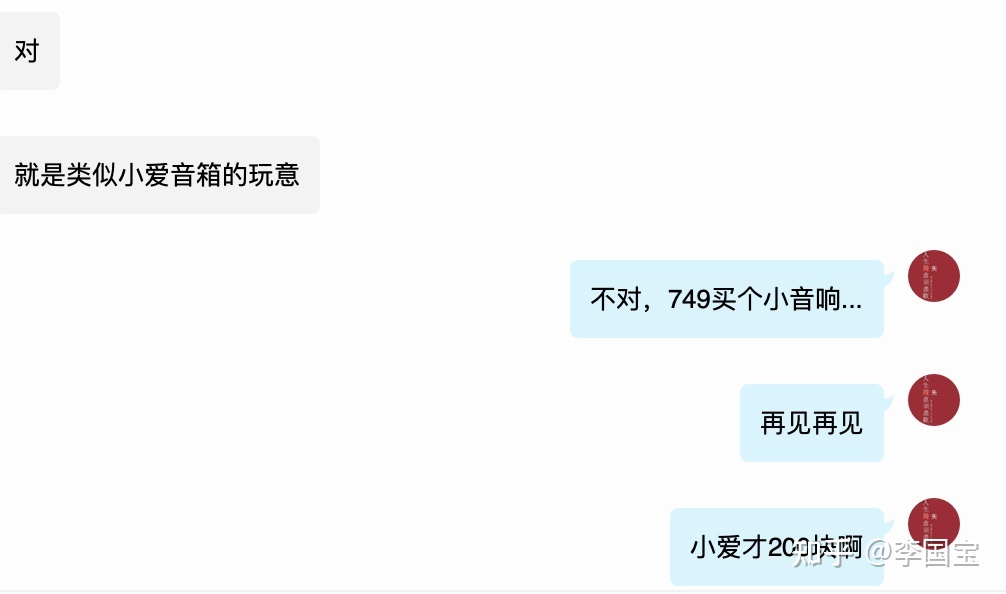 对
就是类似小爱音箱的玩意
不对，749买个小音响...
再见再见
小爱才200块啊
知乎 @李国宝